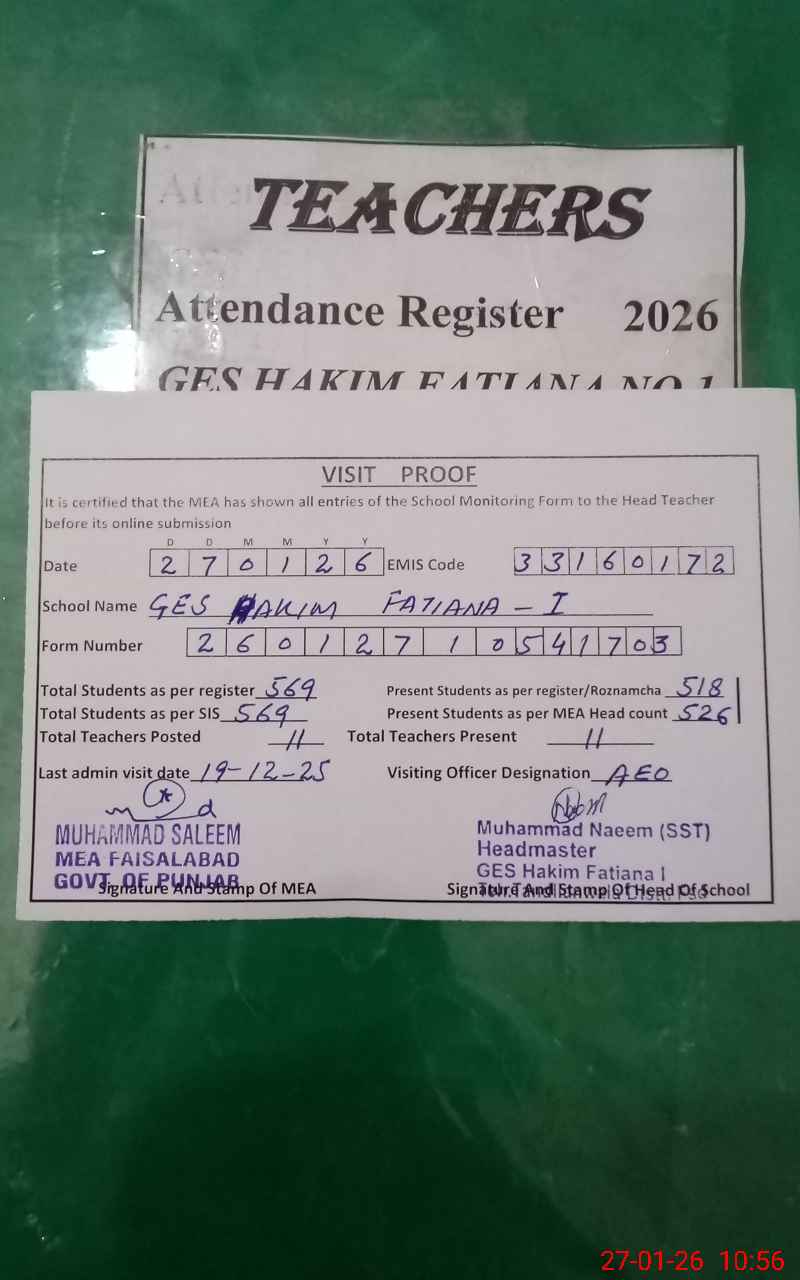 TEACHERS
Attendance Register 2026
GES HAKIM FATIANA NO 1
VISIT PROOF
It is certified that the MEA has shown all entries of the School Monitoring Form to the Head Teacher
before its online submission
D D M M Y Y
Date 2 7 0 1 2 6 EMIS Code 3 3 1 6 0 1 7 2
School Name GES HAKIM FATIANA - I
Form Number 2 6 0 1 2 7 1 0 5 4 1 7 0 3
Total Students as per register 569 Present Students as per register/Roznamcha 518
Total Students as per SIS 569 Present Students as per MEA Head count 526
Total Teachers Posted 11 Total Teachers Present 11
Last admin visit date 19-12-25 Visiting Officer Designation AEO
MUHAMMAD SALEEM
MEA FAISALABAD
GOVT. OF PUNJAB
Signature And Stamp Of MEA
Muhammad Naeem (SST)
Headmaster
GES Hakim Fatiana I
Signature And Stamp Of Head Of School
27-01-26 10:56